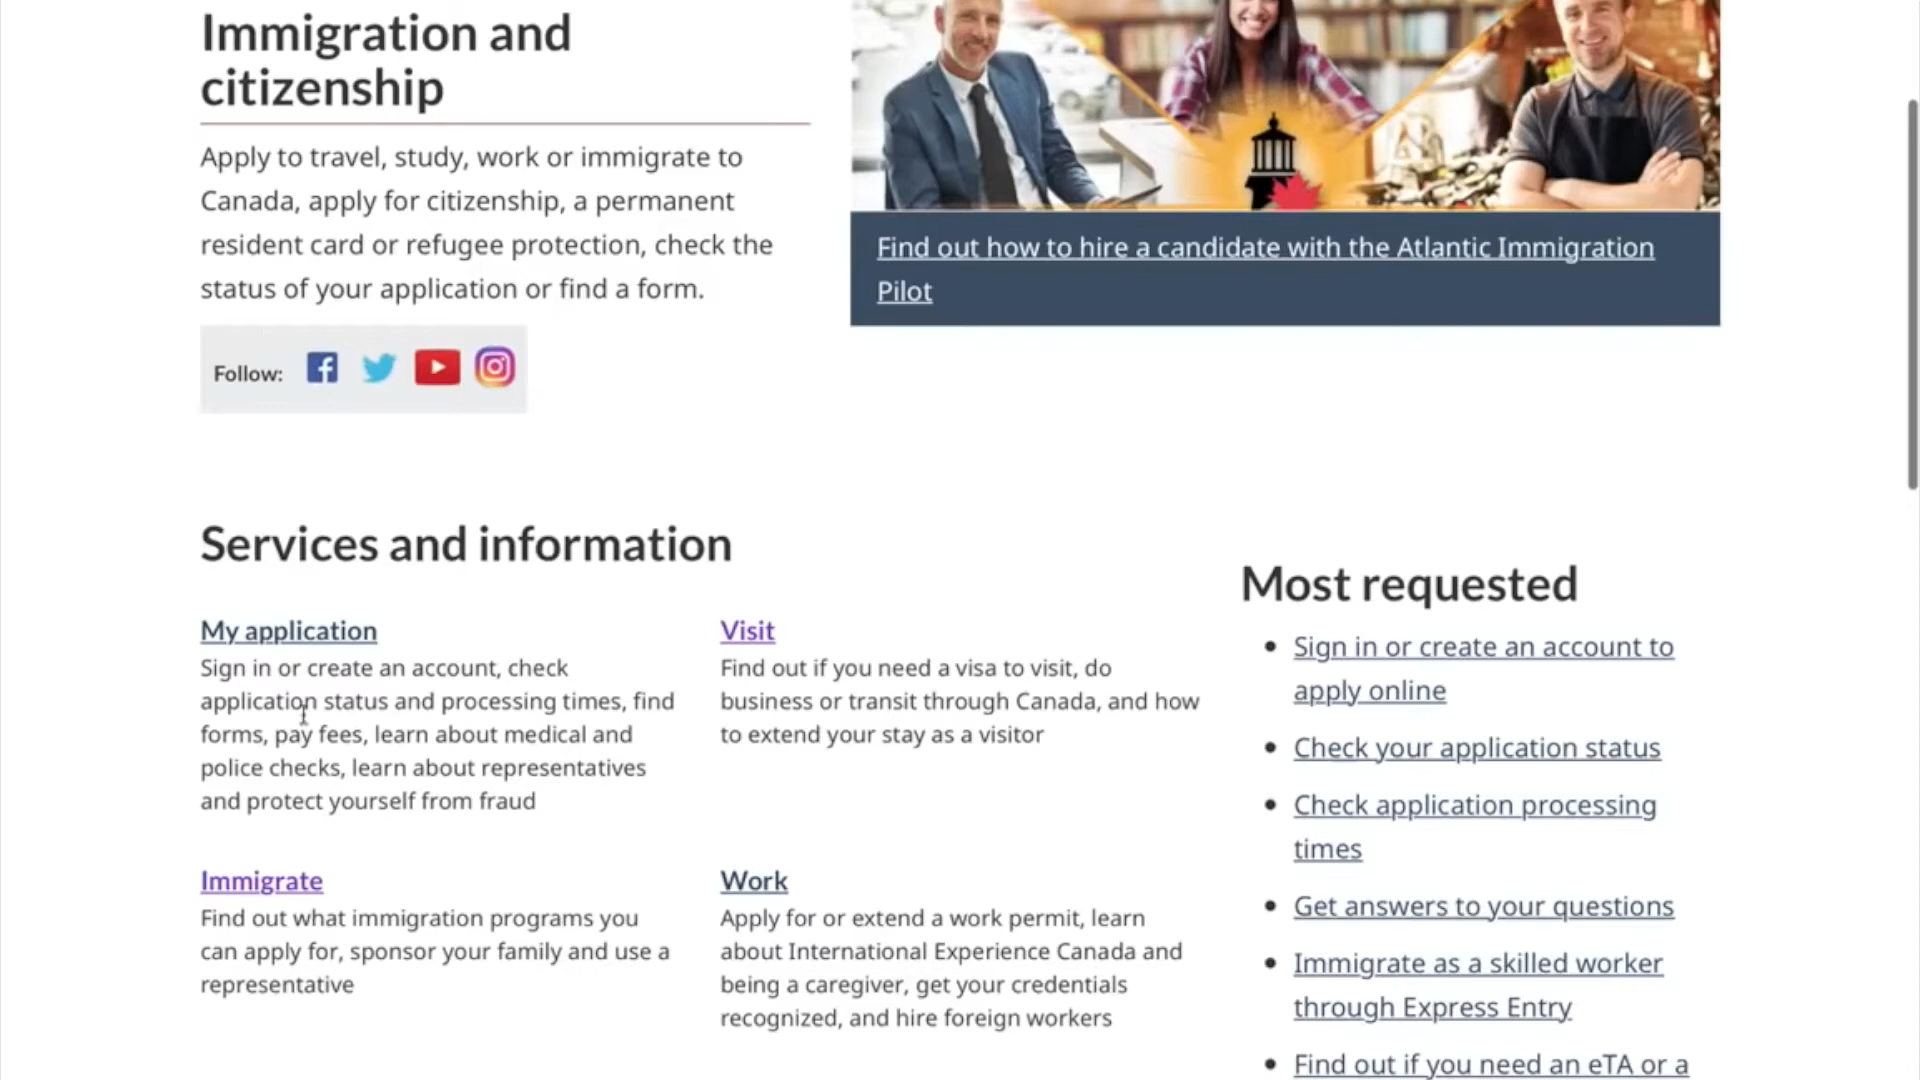 Immigration and
citizenship
Apply to travel, study, work or immigrate to
Canada, apply for citizenship, a permanent
resident card or refugee protection, check the
status of your application or find a form.
Follow:
Find out how to hire a candidate with the Atlantic Immigration
Pilot
Services and information
My application
Sign in or create an account, check
application status and processing times, find
forms, pay fees, learn about medical and
police checks, learn about representatives
and protect yourself from fraud
Visit
Find out if you need a visa to visit, do
business or transit through Canada, and how
to extend your stay as a visitor
Immigrate
Find out what immigration programs you
can apply for, sponsor your family and use a
representative
Work
Apply for or extend a work permit, learn
about International Experience Canada and
being a caregiver, get your credentials
recognized, and hire foreign workers
Most requested
Sign in or create an account to
apply online
Check your application status
Check application processing
times
Get answers to your questions
Immigrate as a skilled worker
through Express Entry
Find out if you need an eTA or a